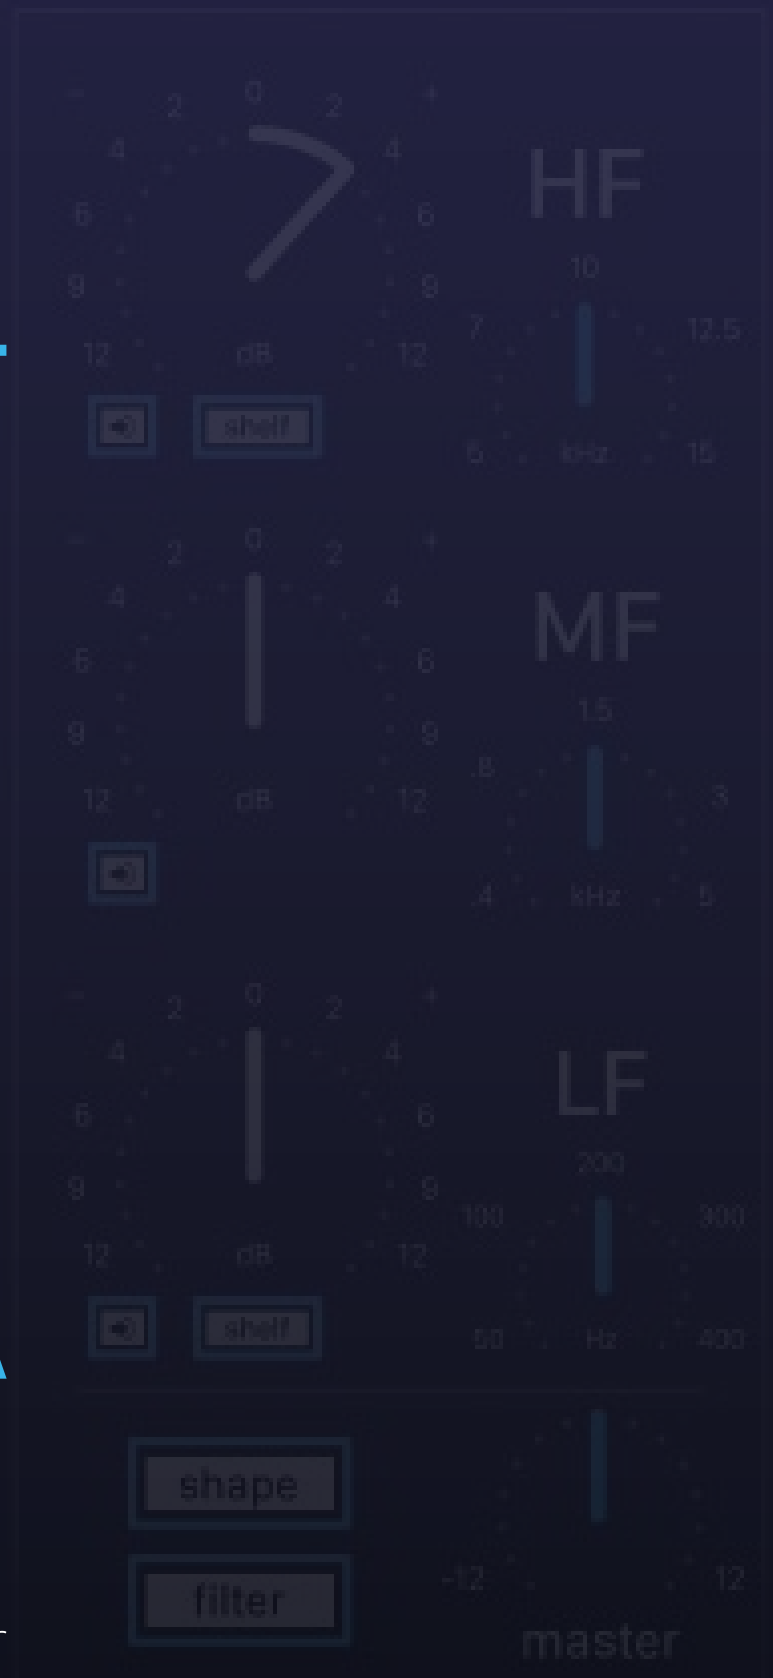 - 2 0 2 +
4 4
6 6
9 9
12 dB 12
shelf
HF
10
7 12.5
5 kHz 15
- 2 0 2 +
4 4
6 6
9 9
12 dB 12
MF
1.5
.8 3
.4 kHz 5
- 2 0 2 +
4 4
6 6
9 9
12 dB 12
shelf
LF
200
100 300
50 Hz 400
shape
filter
-12 12
master